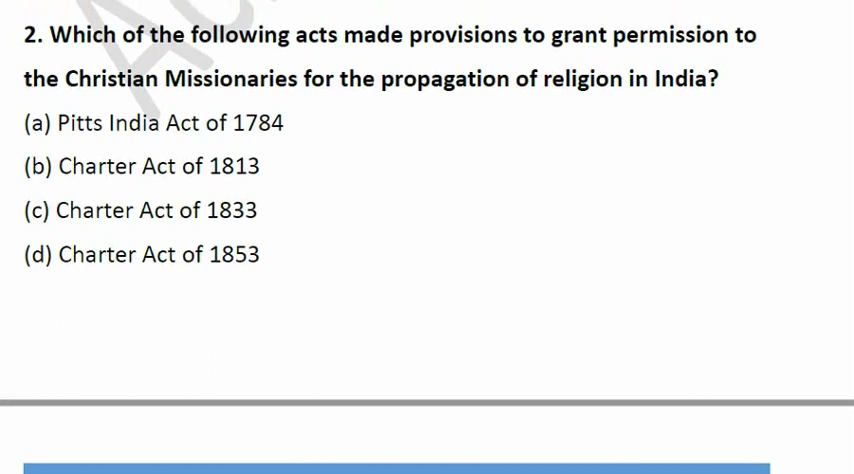 2. Which of the following acts made provisions to grant permission to
the Christian Missionaries for the propagation of religion in India?
(a) Pitts India Act of 1784
(b) Charter Act of 1813
(c) Charter Act of 1833
(d) Charter Act of 1853